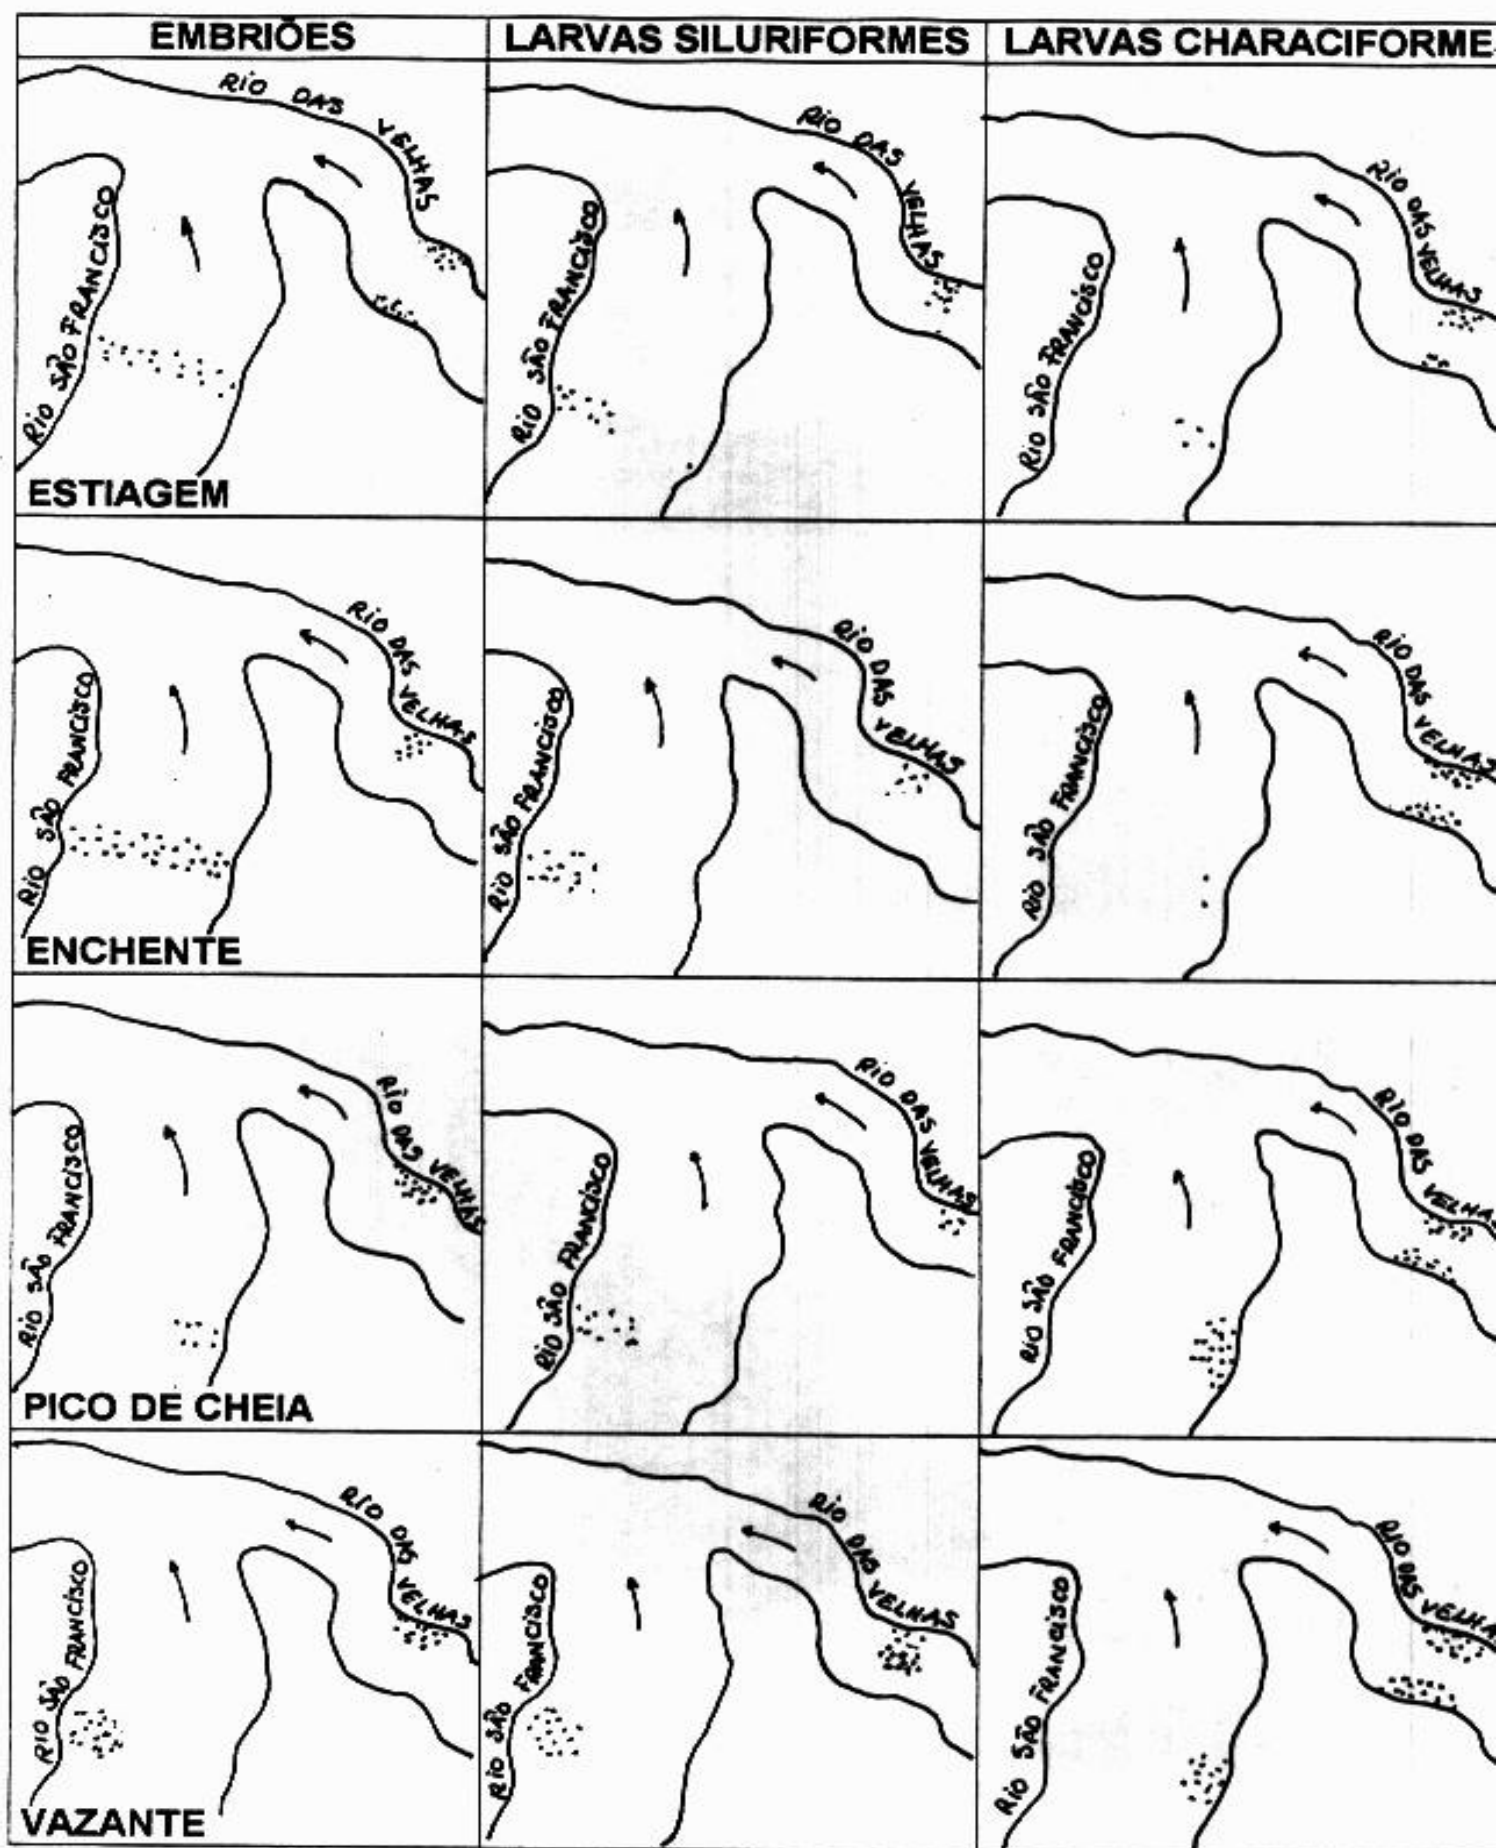 EMBRIÕES
LARVAS SILURIFORMES
LARVAS CHARACIFORME
RIO DAS VELHAS
RIO SÃO FRANCISCO
ESTIAGEM
RIO DAS VELHAS
RIO SÃO FRANCISCO
RIO DAS VELHAS
RIO SÃO FRANCISCO
RIO DAS VELHAS
RIO SÃO FRANCISCO
ENCHENTE
RIO DAS VELHAS
RIO SÃO FRANCISCO
RIO DAS VELHAS
RIO SÃO FRANCISCO
RIO DAS VELHAS
RIO SÃO FRANCISCO
PICO DE CHEIA
RIO DAS VELHAS
RIO SÃO FRANCISCO
RIO DAS VELHAS
RIO SÃO FRANCISCO
RIO DAS VELHAS
RIO SÃO FRANCISCO
VAZANTE
RIO DAS VELHAS
RIO SÃO FRANCISCO
RIO DAS VELHAS
RIO SÃO FRANCISCO